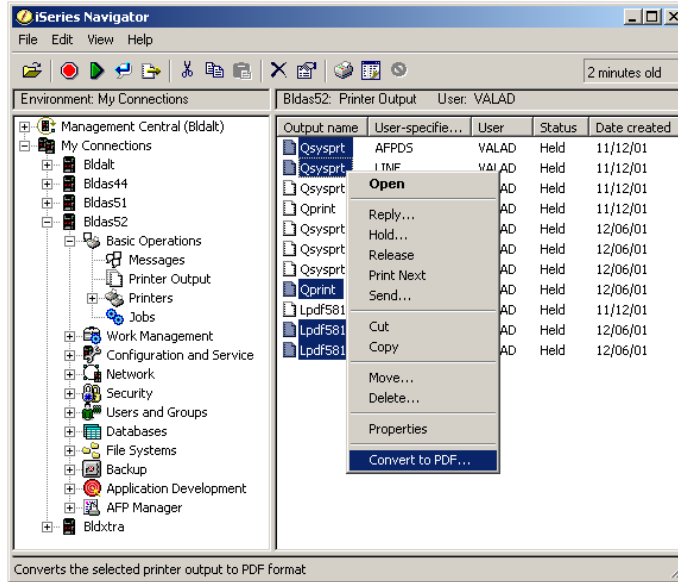 iSeries Navigator
File Edit View Help
2 minutes old
Environment: My Connections
Bldas52: Printer Output User: VALAD
Management Central (Bldalt)
My Connections
Bldalt
Bldas44
Bldas51
Bldas52
Basic Operations
Messages
Printer Output
Printers
Jobs
Work Management
Configuration and Service
Network
Security
Users and Groups
Databases
File Systems
Backup
Application Development
AFP Manager
Bldxtra
Output name User-specifie... User Status Date created
Qsysprt AFPDS VALAD Held 11/12/01
Qsysprt LINE VALAD Held 11/12/01
Qsysprt AD Held 11/12/01
Qprint AD Held 11/12/01
Qsysprt AD Held 12/06/01
Qsysprt AD Held 12/06/01
Qsysprt AD Held 12/06/01
Qprint AD Held 12/06/01
Lpdf581 AD Held 11/12/01
Lpdf581 AD Held 12/06/01
Lpdf581 AD Held 12/06/01
Open
Reply...
Hold...
Release
Print Next
Send...
Cut
Copy
Move...
Delete...
Properties
Convert to PDF...
Converts the selected printer output to PDF format